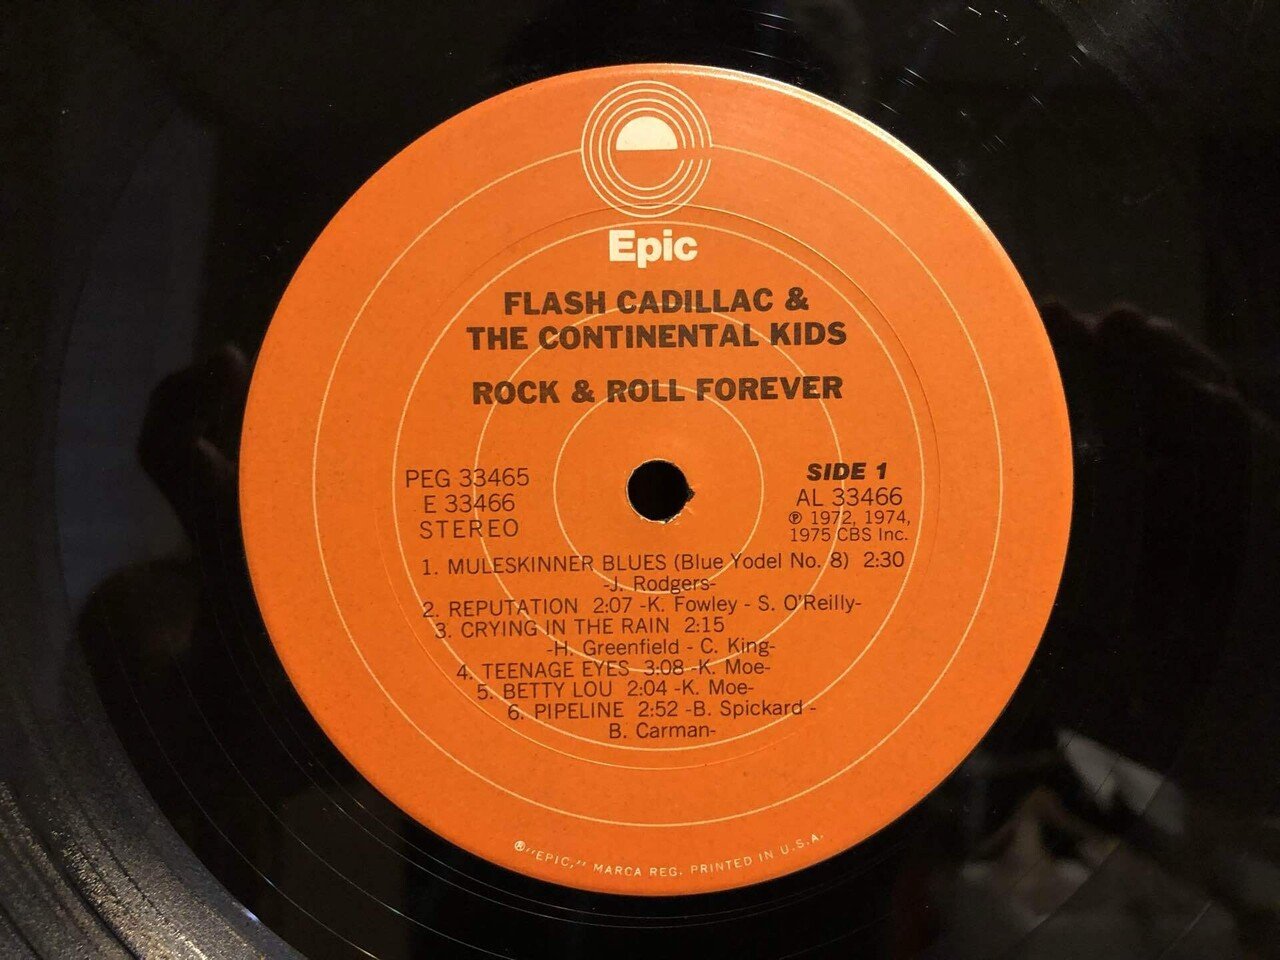 Epic
FLASH CADILLAC &
THE CONTINENTAL KIDS
ROCK & ROLL FOREVER
PEG 33465
E 33466
STEREO
SIDE 1
AL 33466
℗ 1972, 1974,
1975 CBS Inc.
1. MULESKINNER BLUES (Blue Yodel No. 8) 2:30
-J. Rodgers-
2. REPUTATION 2:07 -K. Fowley - S. O'Reilly-
3. CRYING IN THE RAIN 2:15
-H. Greenfield - C. King-
4. TEENAGE EYES 3:08 -K. Moe-
5. BETTY LOU 2:04 -K. Moe-
6. PIPELINE 2:52 -B. Spickard -
B. Carman-
®"EPIC," MARCA REG. PRINTED IN U.S.A.